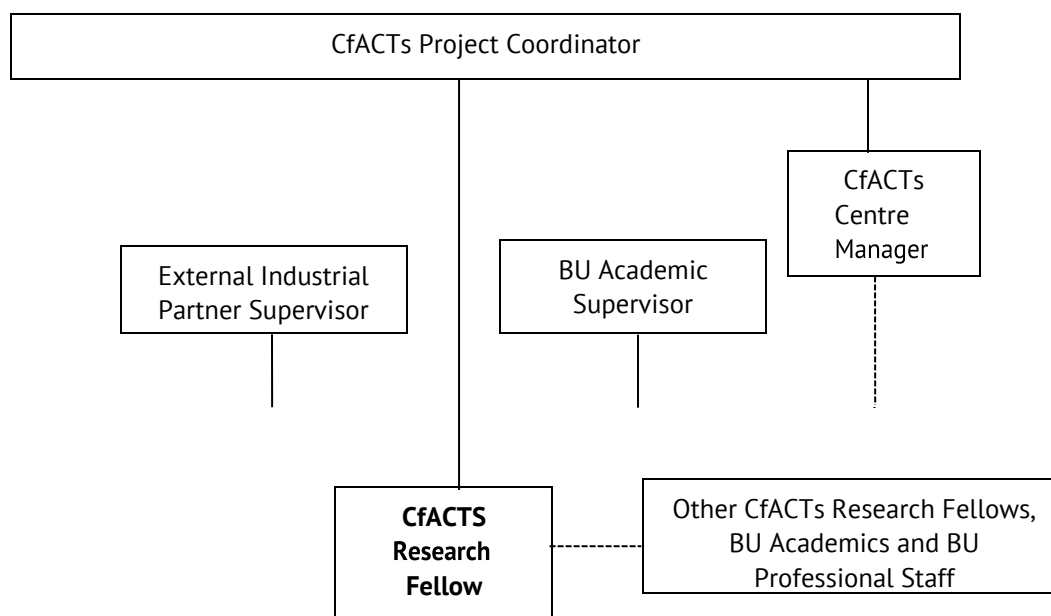 CfACTs Project Coordinator
CfACTs
Centre
Manager
External Industrial
Partner Supervisor
BU Academic
Supervisor
CfACTS
Research
Fellow
Other CfACTs Research Fellows,
BU Academics and BU
Professional Staff